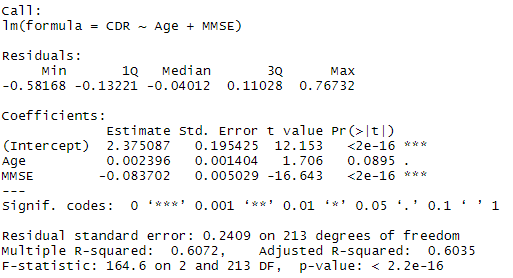 Call:
lm(formula = CDR ~ Age + MMSE)
Residuals:
Min 1Q Median 3Q Max
-0.58168 -0.13221 -0.04012 0.11028 0.76732
Coefficients:
Estimate Std. Error t value Pr(>|t|)
(Intercept) 2.375087 0.195425 12.153 <2e-16 ***
Age 0.002396 0.001404 1.706 0.0895 .
MMSE -0.083702 0.005029 -16.643 <2e-16 ***
---
Signif. codes: 0 ‘***’ 0.001 ‘**’ 0.01 ‘*’ 0.05 ‘.’ 0.1 ‘ ’ 1
Residual standard error: 0.2409 on 213 degrees of freedom
Multiple R-squared: 0.6072, Adjusted R-squared: 0.6035
F-statistic: 164.6 on 2 and 213 DF, p-value: < 2.2e-16